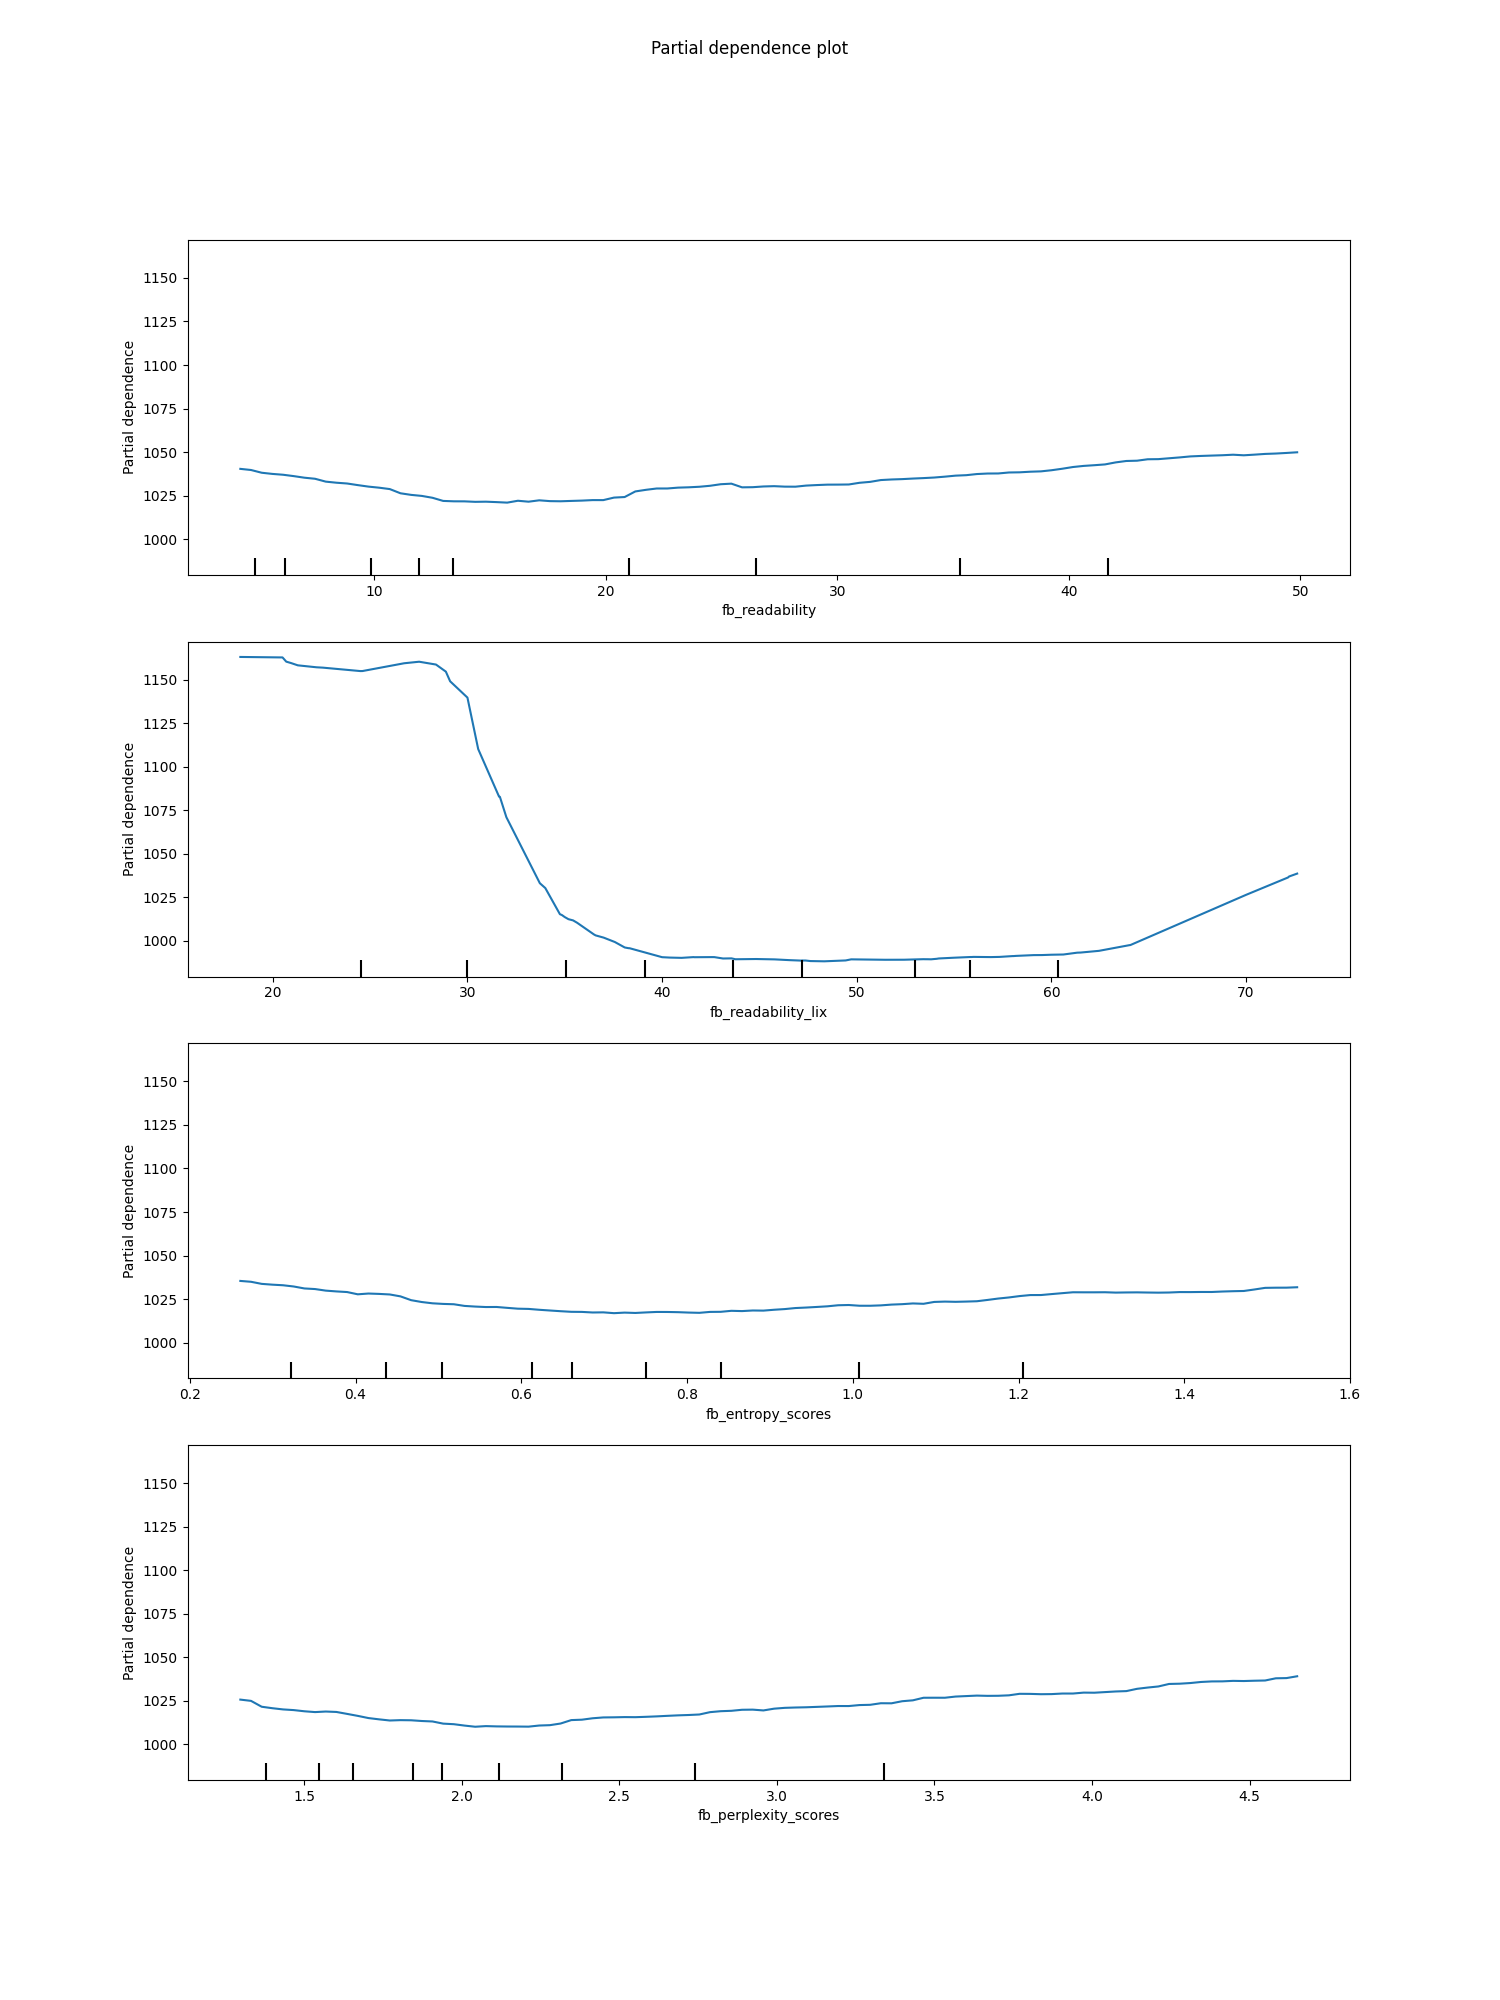 Partial dependence plot
1150
1125
1100
1075
1050
1025
1000
Partial dependence
10 20 30 40 50
fb_readability
1150
1125
1100
1075
1050
1025
1000
Partial dependence
20 30 40 50 60 70
fb_readability_lix
1150
1125
1100
1075
1050
1025
1000
Partial dependence
0.2 0.4 0.6 0.8 1.0 1.2 1.4 1.6
fb_entropy_scores
1150
1125
1100
1075
1050
1025
1000
Partial dependence
1.5 2.0 2.5 3.0 3.5 4.0 4.5
fb_perplexity_scores